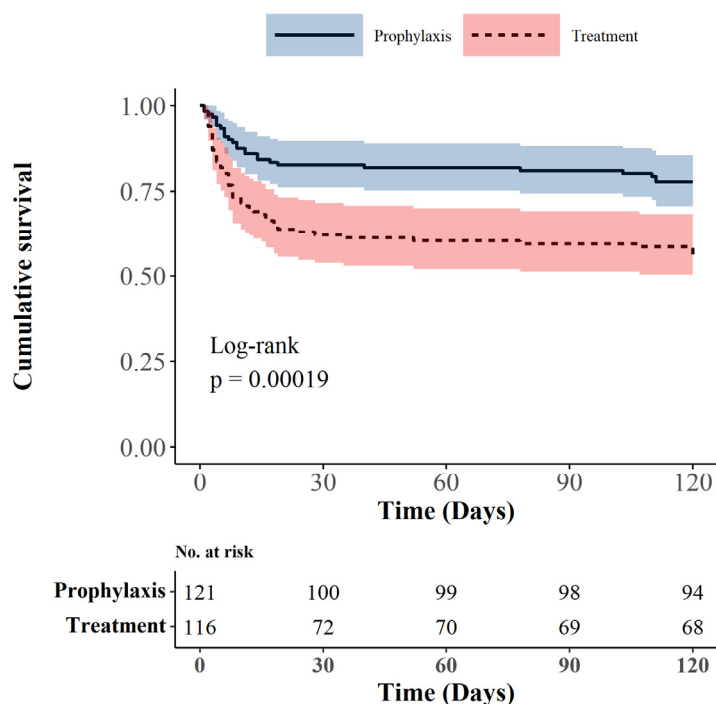 Prophylaxis Treatment
1.00
0.75
0.50
0.25
0.00
Cumulative survival
Log-rank
p = 0.00019
0 30 60 90 120
Time (Days)
No. at risk
Prophylaxis 121 100 99 98 94
Treatment 116 72 70 69 68
0 30 60 90 120
Time (Days)